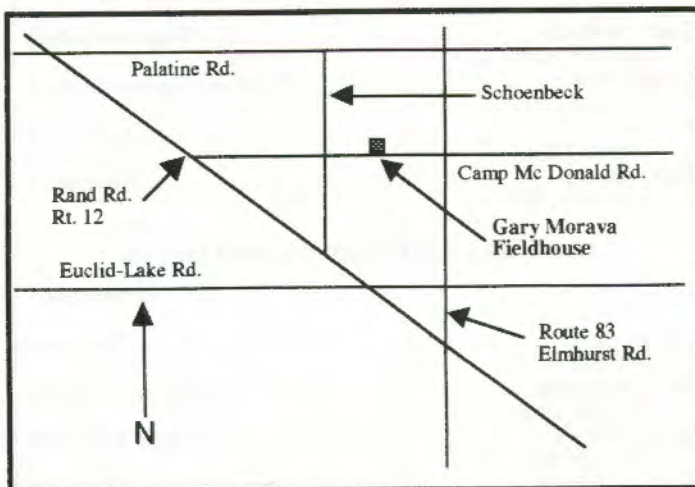 Palatine Rd.
Schoenbeck
Camp Mc Donald Rd.
Rand Rd.
Rt. 12
Gary Morava
Fieldhouse
Euclid-Lake Rd.
Route 83
Elmhurst Rd.
N